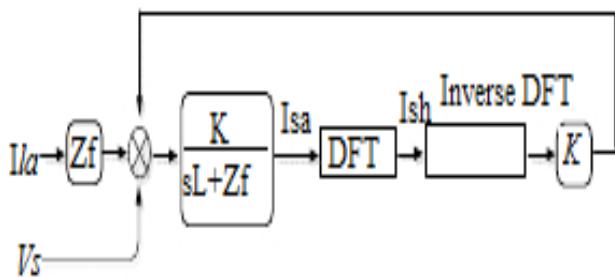 Ila
Zf
K
sL+Zf
Isa
DFT
Ish
Inverse DFT
K
Vs